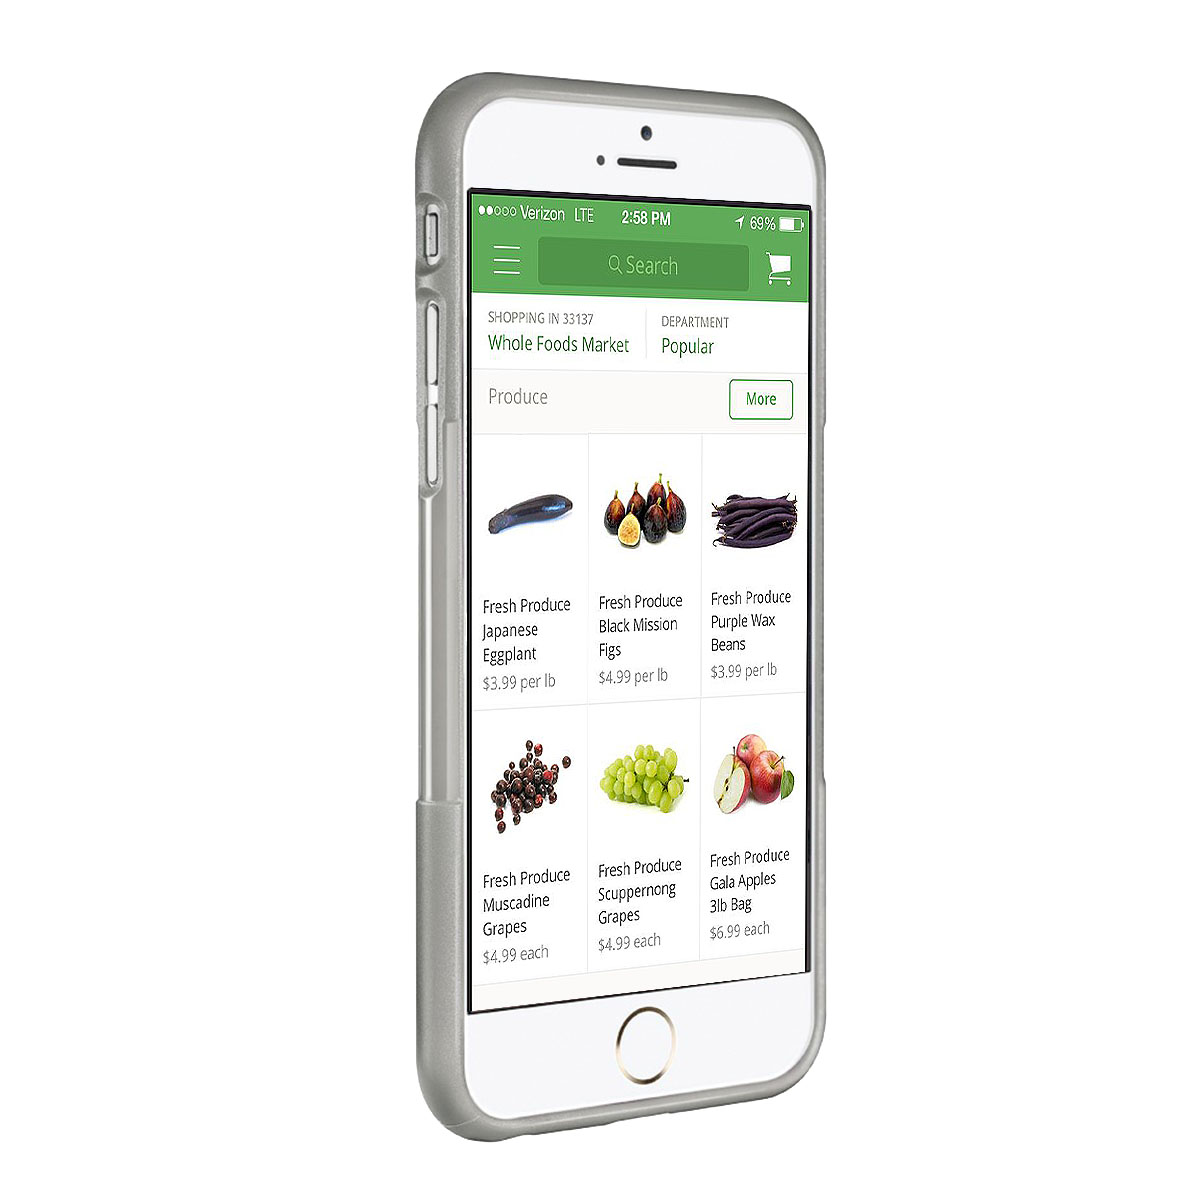 Verizon LTE 2:58 PM 69%
Search
SHOPPING IN 33137
Whole Foods Market
DEPARTMENT
Popular
Produce
More
Fresh Produce
Japanese
Eggplant
$3.99 per lb
Fresh Produce
Black Mission
Figs
$4.99 per lb
Fresh Produce
Purple Wax
Beans
$3.99 per lb
Fresh Produce
Muscadine
Grapes
$4.99 each
Fresh Produce
Scuppernong
Grapes
$4.99 each
Fresh Produce
Gala Apples
3lb Bag
$6.99 each